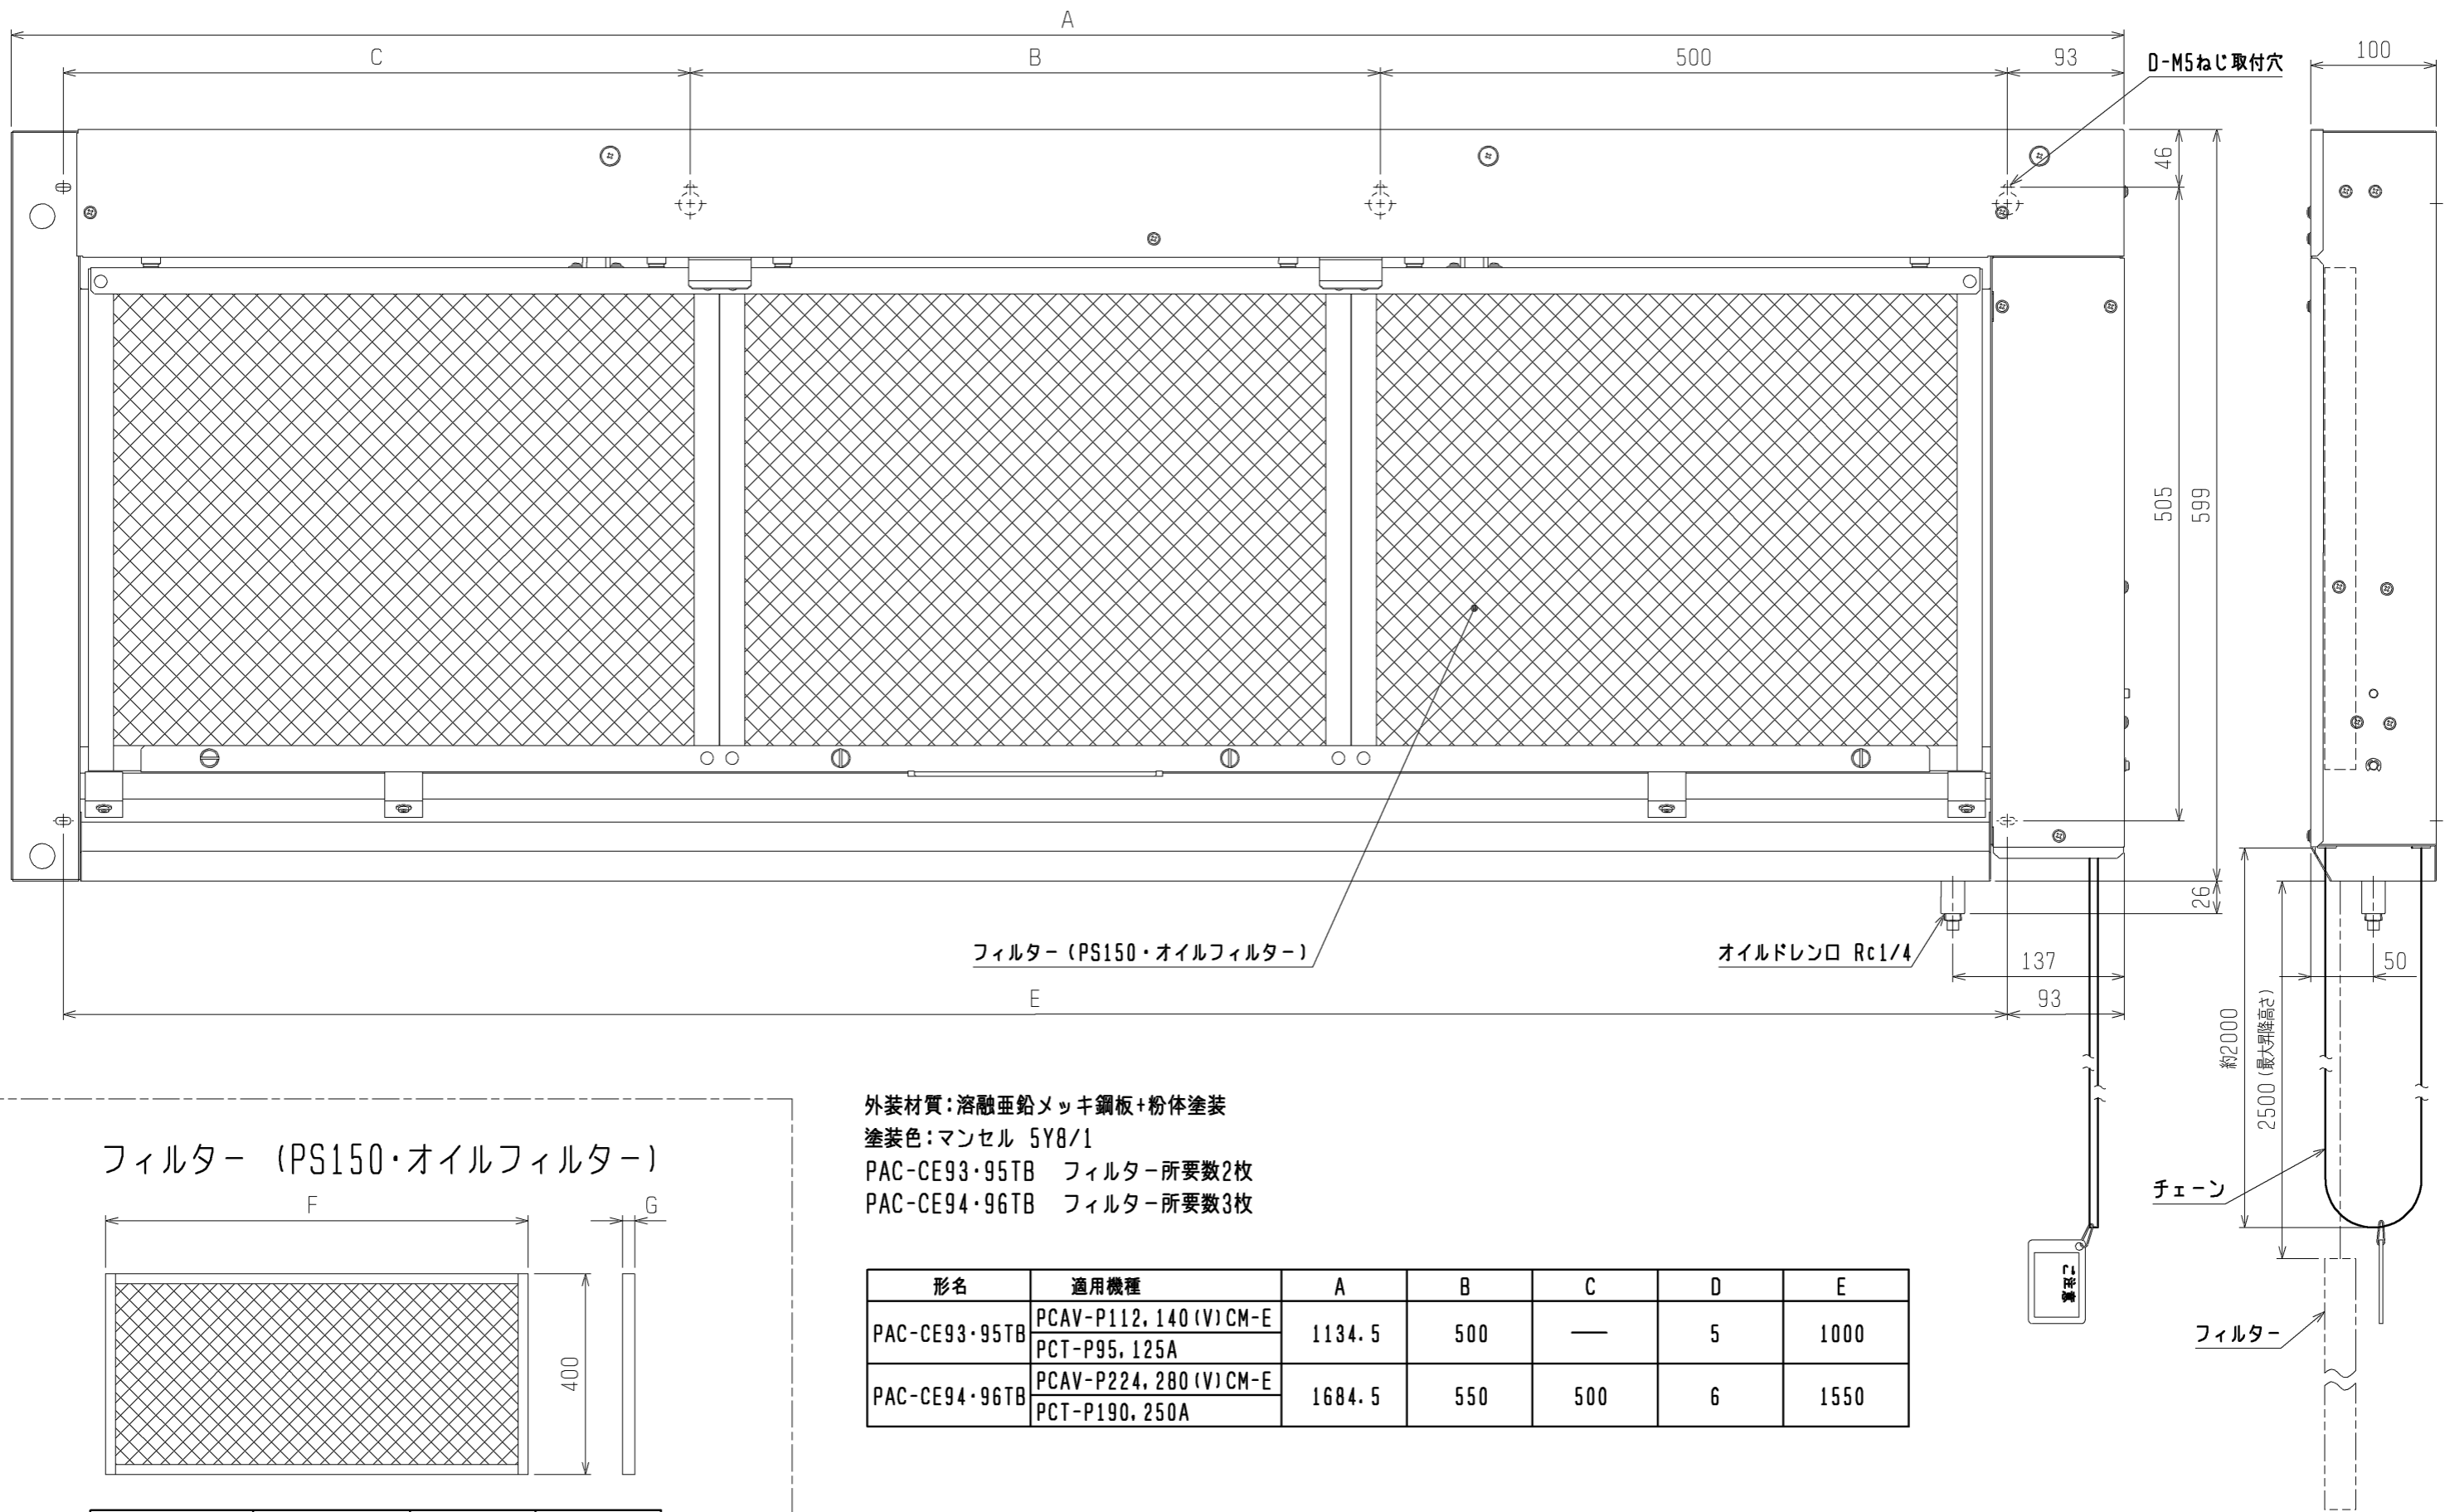 A
C
B
500
93
D-M5ねじ取付穴
100
46
505
599
26
フィルター（PS150・オイルフィルター）
オイルドレン口 Rc1/4
137
50
E
93
約2000
2500（最大昇降高さ）
チェーン
ご注意
フィルター
外装材質：溶融亜鉛メッキ鋼板+粉体塗装
塗装色：マンセル 5Y8/1
PAC-CE93・95TB フィルター所要数2枚
PAC-CE94・96TB フィルター所要数3枚
フィルター （PS150・オイルフィルター）
F
G
400
形名 適用機種 A B C D E
PAC-CE93・95TB PCAV-P112,140(V)CM-E 1134.5 500 — 5 1000
PCT-P95,125A
PAC-CE94・96TB PCAV-P224,280(V)CM-E 1684.5 550 500 6 1550
PCT-P190,250A